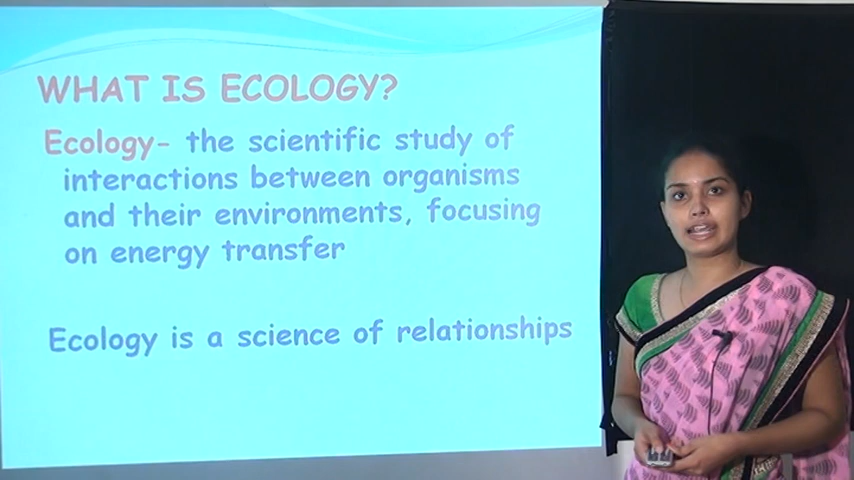 WHAT IS ECOLOGY?
Ecology- the scientific study of
interactions between organisms
and their environments, focusing
on energy transfer
Ecology is a science of relationships